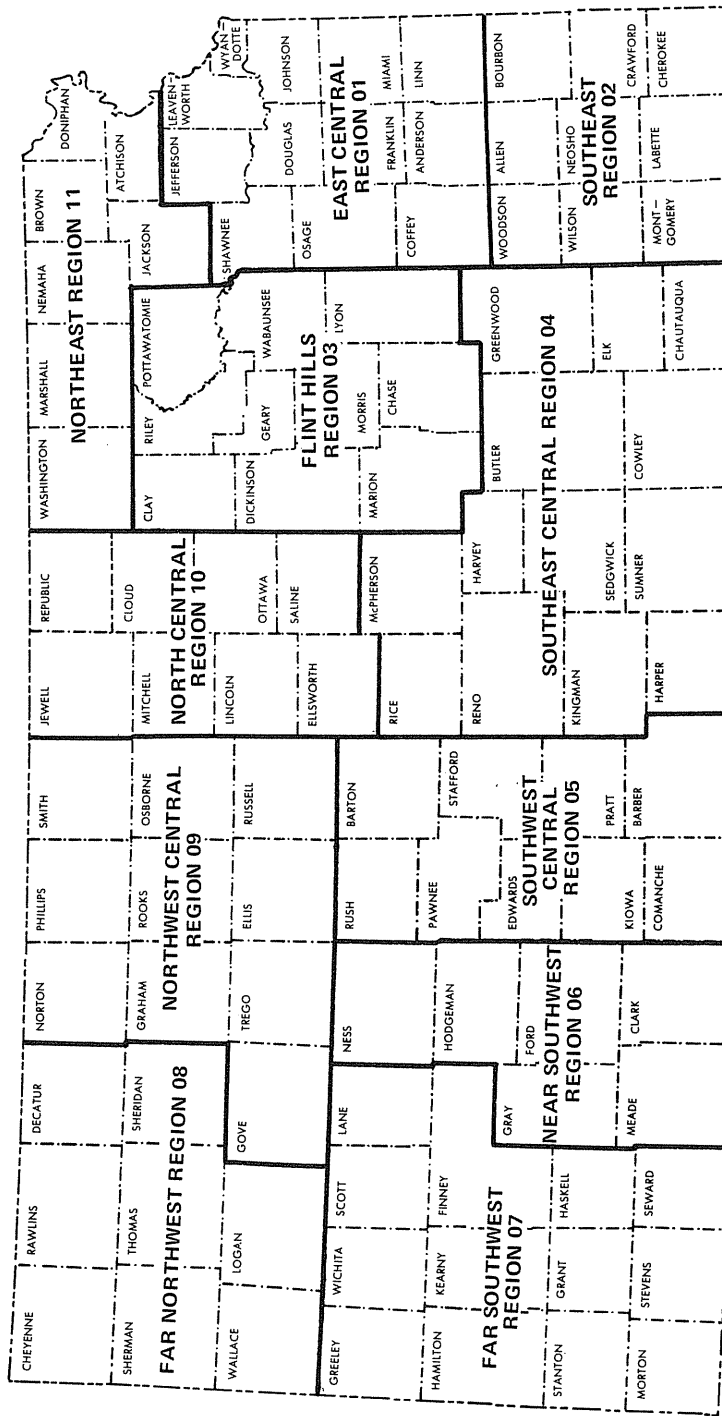 CHEYENNE
RAWLINS
DECATUR
NORTON
PHILLIPS
SMITH
JEWELL
REPUBLIC
WASHINGTON
MARSHALL
NEMAHA
BROWN
DONIPHAN
SHERMAN
THOMAS
SHERIDAN
GRAHAM
ROOKS
OSBORNE
MITCHELL
CLOUD
CLAY
RILEY
POTTAWATOMIE
JACKSON
ATCHISON
JEFFERSON
LEAVEN-
WORTH
WYAN
DOTTE
FAR NORTHWEST REGION 08
NORTHWEST CENTRAL
REGION 09
NORTH CENTRAL
REGION 10
NORTHEAST REGION 11
WALLACE
LOGAN
GOVE
TREGO
ELLIS
RUSSELL
LINCOLN
OTTAWA
SALINE
ELLSWORTH
DICKINSON
GEARY
WABAUNSEE
SHAWNEE
DOUGLAS
JOHNSON
OSAGE
FLINT HILLS
REGION 03
EAST CENTRAL
REGION 01
MORRIS
LYON
FRANKLIN
MIAMI
GREELEY
WICHITA
SCOTT
LANE
NESS
RUSH
BARTON
RICE
McPHERSON
MARION
CHASE
COFFEY
ANDERSON
LINN
HAMILTON
KEARNY
FINNEY
HODGEMAN
PAWNEE
STAFFORD
RENO
HARVEY
BUTLER
GREENWOOD
WOODSON
ALLEN
BOURBON
FAR SOUTHWEST
REGION 07
NEAR SOUTHWEST
REGION 06
SOUTHWEST
CENTRAL
REGION 05
SOUTHEAST CENTRAL REGION 04
SOUTHEAST
REGION 02
GRAY
FORD
EDWARDS
PRATT
KINGMAN
SEDGWICK
STANTON
GRANT
HASKELL
KIOWA
ELK
WILSON
NEOSHO
CRAWFORD
MORTON
STEVENS
SEWARD
MEADE
CLARK
COMANCHE
BARBER
HARPER
SUMNER
COWLEY
CHAUTAUQUA
MONT-
GOMERY
LABETTE
CHEROKEE